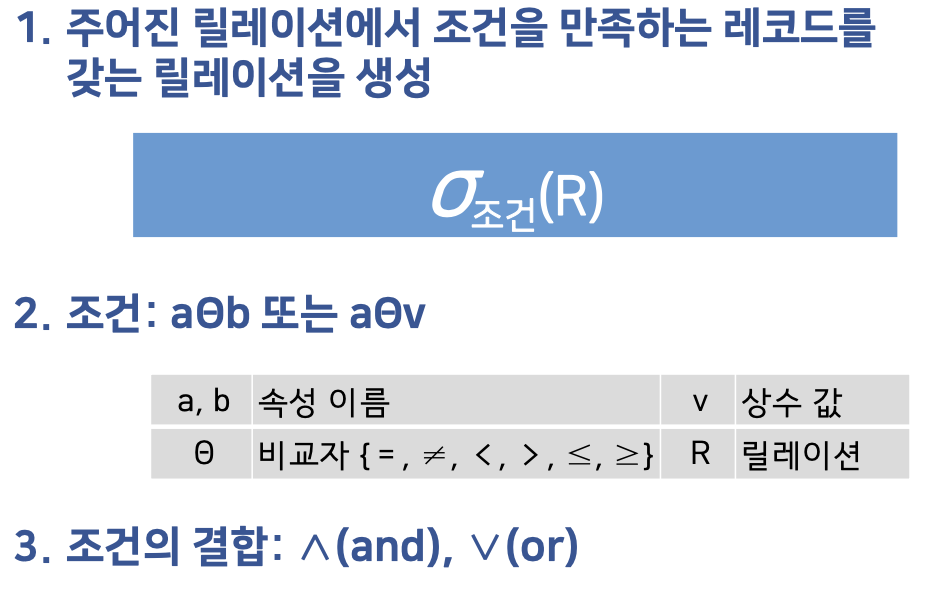 1. 주어진 릴레이션에서 조건을 만족하는 레코드를
갖는 릴레이션을 생성
σ조건(R)
2. 조건: aΘb 또는 aΘv
a, b 속성 이름 v 상수 값
Θ 비교자 { = , ≠, <, >, ≤, ≥} R 릴레이션
3. 조건의 결합: ∧(and), ∨(or)